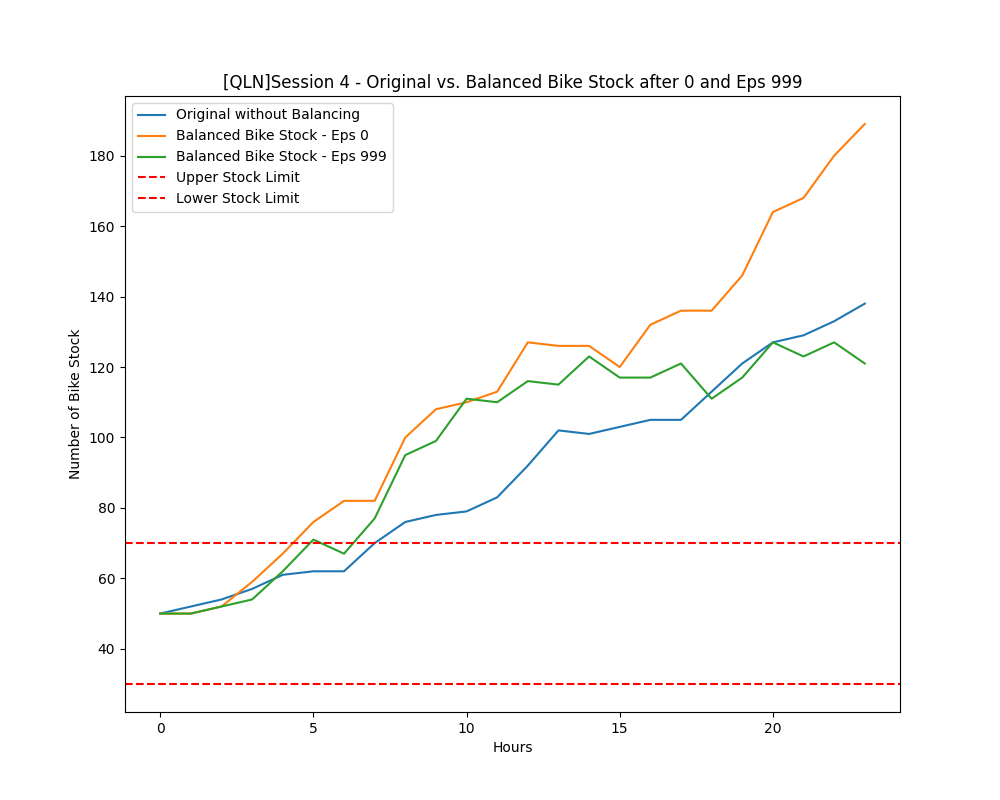 [QLN]Session 4 - Original vs. Balanced Bike Stock after 0 and Eps 999
Original without Balancing
Balanced Bike Stock - Eps 0
Balanced Bike Stock - Eps 999
Upper Stock Limit
Lower Stock Limit
180
160
140
120
100
80
60
40
Number of Bike Stock
0 5 10 15 20
Hours